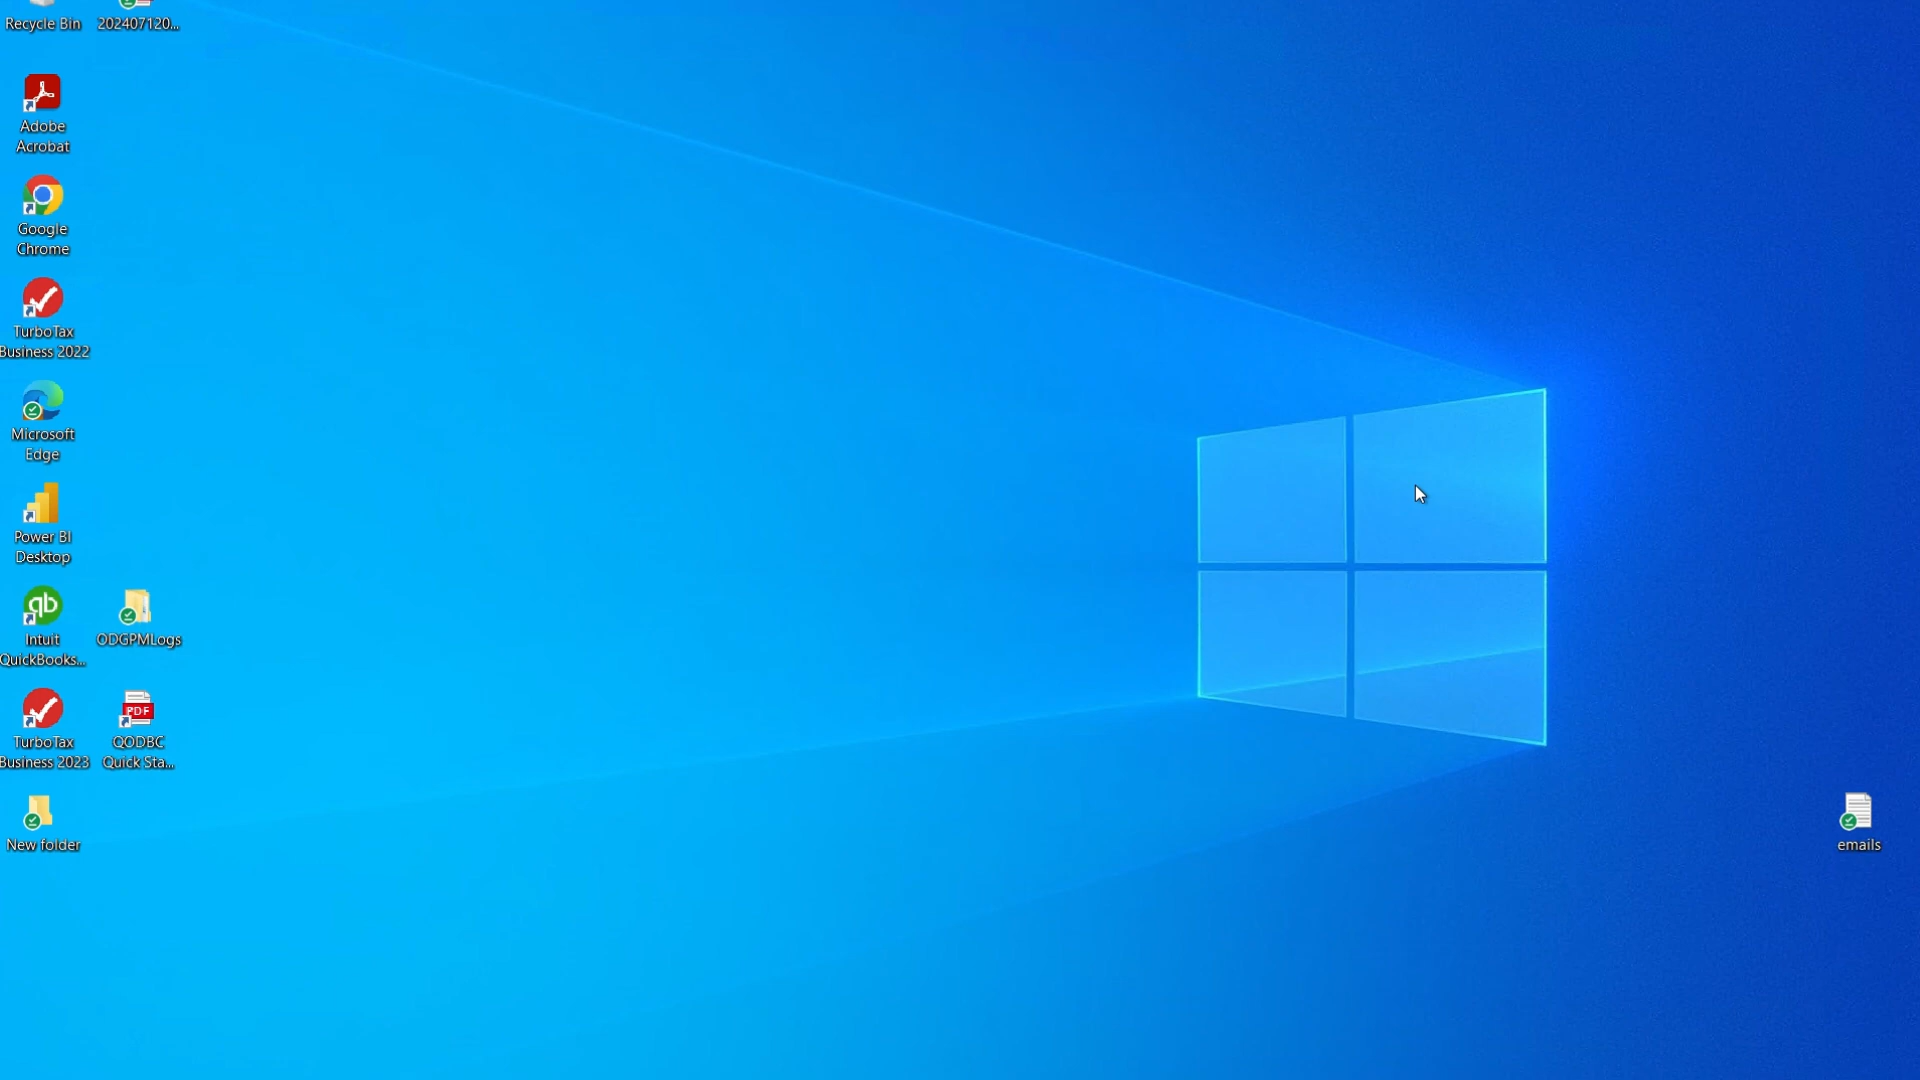 Recycle Bin
202407120...
Adobe
Acrobat
Google
Chrome
TurboTax
Business 2022
Microsoft
Edge
Power BI
Desktop
qb
Intuit
QuickBooks...
ODGPMLogs
TurboTax
Business 2023
PDF
QODBC
Quick Sta...
New folder
emails